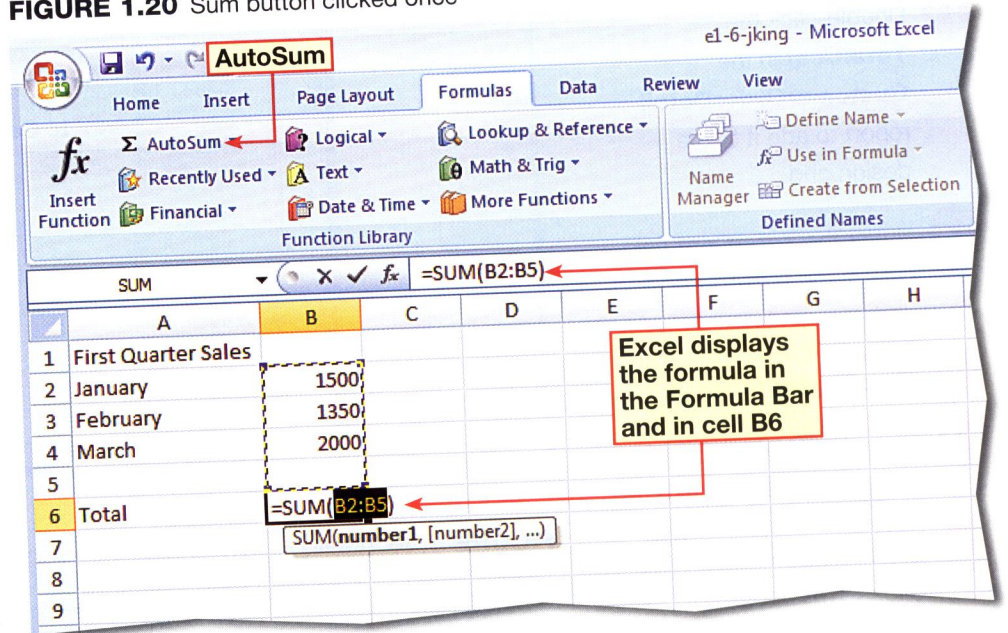 FIGURE 1.20 Sum button clicked once
e1-6-jking - Microsoft Excel
AutoSum
Home Insert Page Layout Formulas Data Review View
fx
Insert
Function
Σ AutoSum
Recently Used
Financial
Logical
Text
Date & Time
Lookup & Reference
Math & Trig
More Functions
Function Library
Name
Manager
Define Name
Use in Formula
Create from Selection
Defined Names
SUM fx =SUM(B2:B5)
A B C D E F G H
1 First Quarter Sales
2 January 1500
3 February 1350
4 March 2000
5
6 Total =SUM(B2:B5)
SUM(number1, [number2], ...)
7
8
9
Excel displays
the formula in
the Formula Bar
and in cell B6